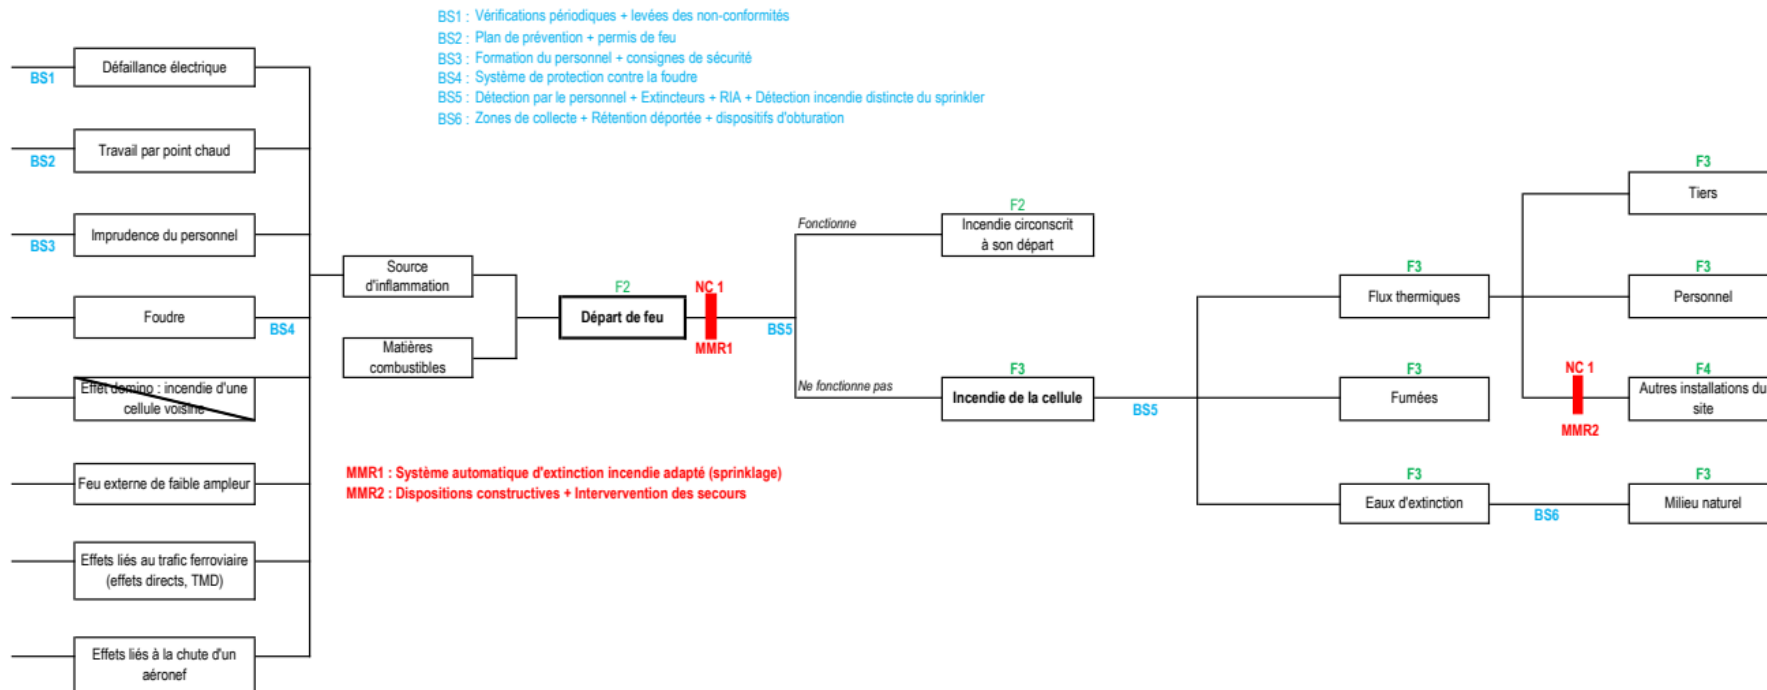 BS1 : Vérifications périodiques + levées des non-conformités
BS2 : Plan de prévention + permis de feu
BS3 : Formation du personnel + consignes de sécurité
BS4 : Système de protection contre la foudre
BS5 : Détection par le personnel + Extincteurs + RIA + Détection incendie distincte du sprinkler
BS6 : Zones de collecte + Rétention déportée + dispositifs d'obturation
BS1
Défaillance électrique
BS2
Travail par point chaud
BS3
Imprudence du personnel
Foudre
BS4
Effet domino : incendie d'une
cellule voisine
Feu externe de faible ampleur
Effets liés au trafic ferroviaire
(effets directs, TMD)
Effets liés à la chute d'un
aéronef
Source
d'inflammation
Matières
combustibles
F2
Départ de feu
NC 1
MMR1
BS5
Fonctionne
F2
Incendie circonscrit
à son départ
Ne fonctionne pas
F3
Incendie de la cellule
BS5
F3
Flux thermiques
F3
Fumées
F3
Eaux d'extinction
BS6
F3
Tiers
F3
Personnel
NC 1
MMR2
F4
Autres installations du
site
F3
Milieu naturel
MMR1 : Système automatique d'extinction incendie adapté (sprinklage)
MMR2 : Dispositions constructives + Intervervention des secours